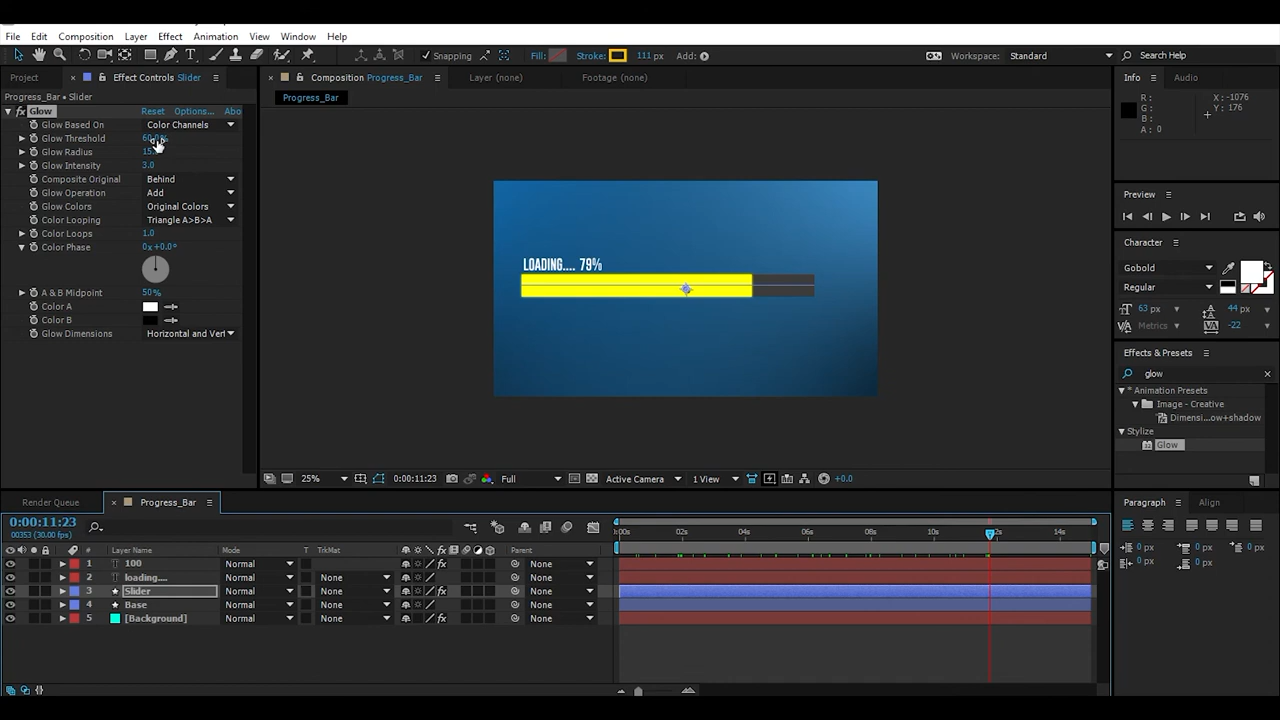 File Edit Composition Layer Effect Animation View Window Help
Snapping Fill: Stroke: 111 px Add: Workspace: Standard Search Help
Project Effect Controls Slider Composition Progress_Bar Layer (none) Footage (none) Info Audio
Progress_Bar • Slider Progress_Bar
R: X: -1076
G: Y: 176
B:
A: 0
fx Glow Reset Options... Abo
Glow Based On Color Channels
Glow Threshold
Glow Radius
Glow Intensity 3.0
Composite Original Behind
Glow Operation Add
Glow Colors Original Colors
Color Looping Triangle A>B>A
Color Loops 1.0
Color Phase 0x+0.0°
A & B Midpoint 50%
Color A
Color B
Glow Dimensions Horizontal and Vert
LOADING.... 79%
Preview
Character
Gobold
Regular
63 px 44 px
Metrics -22
Effects & Presets
glow
* Animation Presets
Image - Creative
Dimensi...ow+shadow
Stylize
Glow
25% 0:00:11:23 Full Active Camera 1 View +0.0
Render Queue Progress_Bar
0:00:11:23
00353 (30.00 fps)
:00s 02s 04s 06s 08s 10s 12s 14s
# Layer Name Mode T TrkMat Parent
1 T 100 Normal None
2 T loading.... Normal None None
3 Slider Normal None None
4 Base Normal None None
5 [Background] Normal None None
Paragraph Align
0 px 0 px 0 px
0 px 0 px